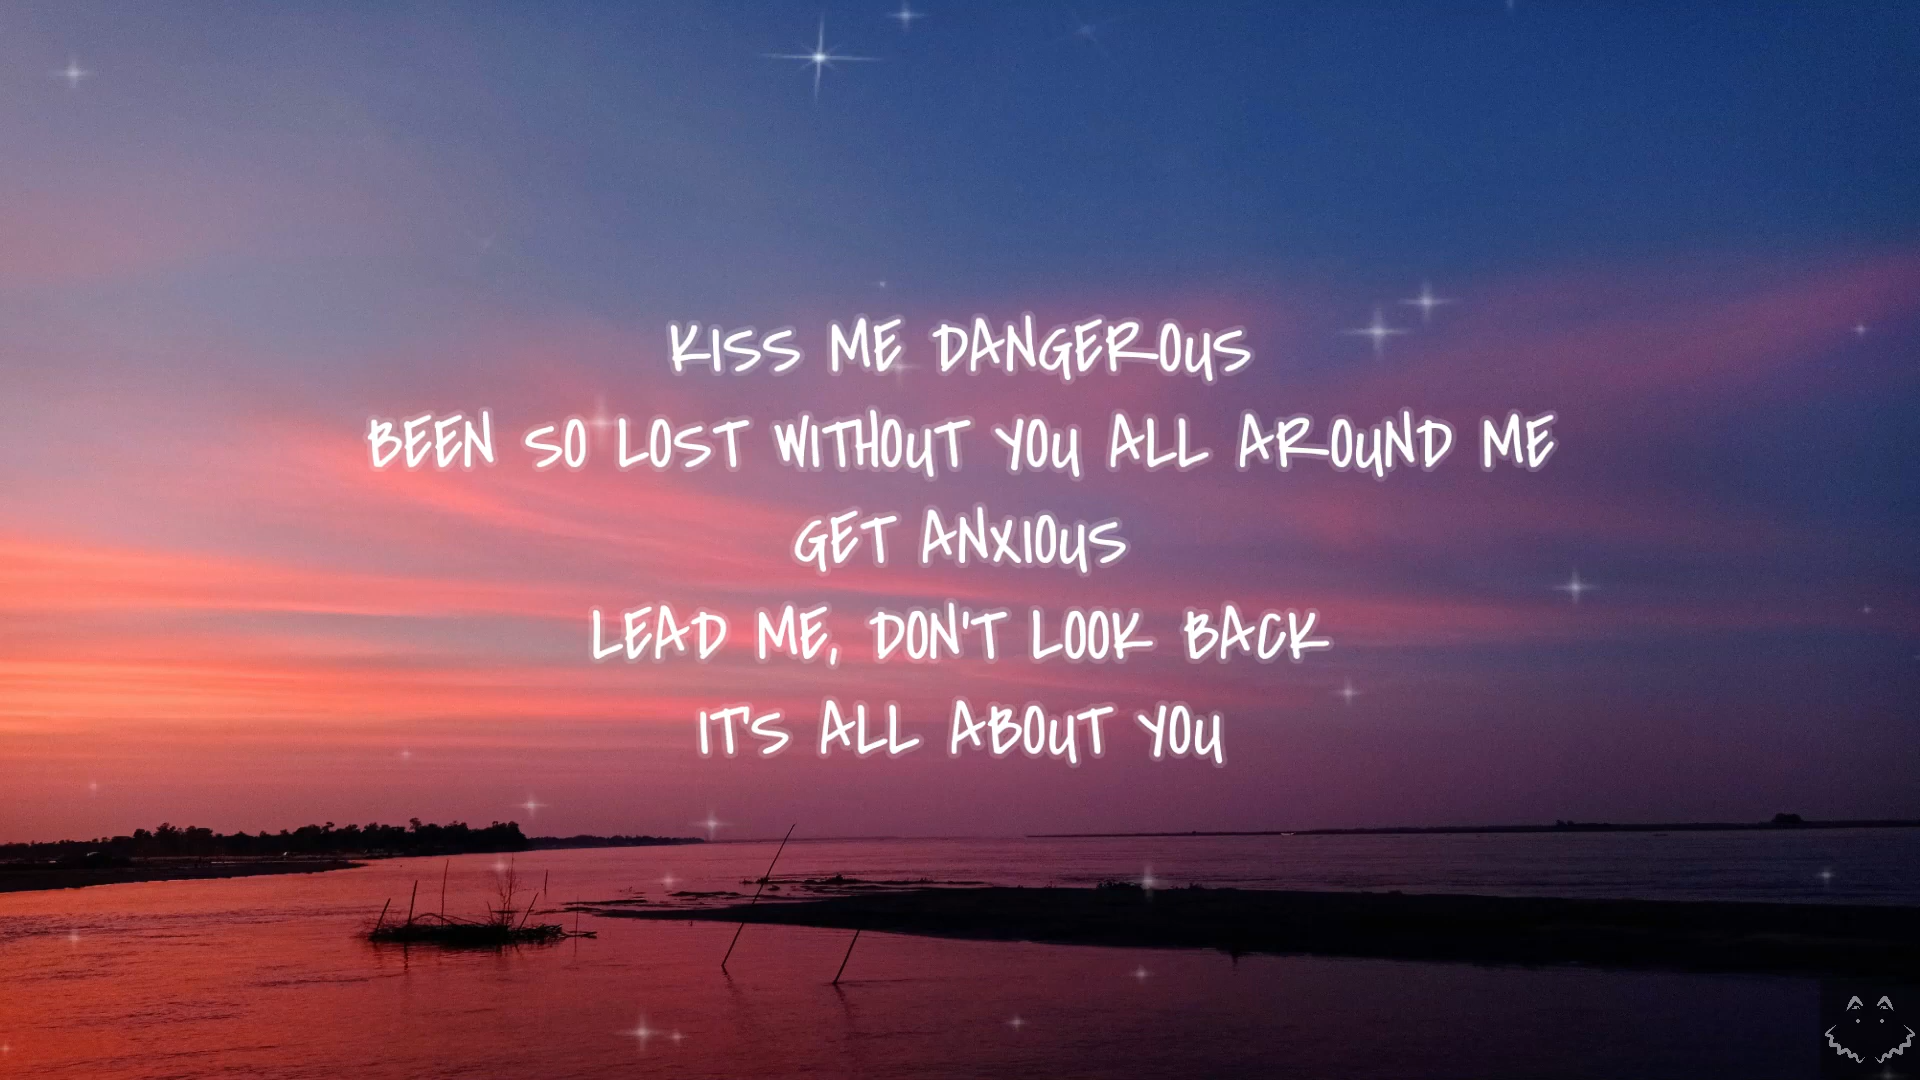 KISS ME DANGEROUS
BEEN SO LOST WITHOUT YOU ALL AROUND ME
GET ANXIOUS
LEAD ME, DON'T LOOK BACK
IT'S ALL ABOUT YOU